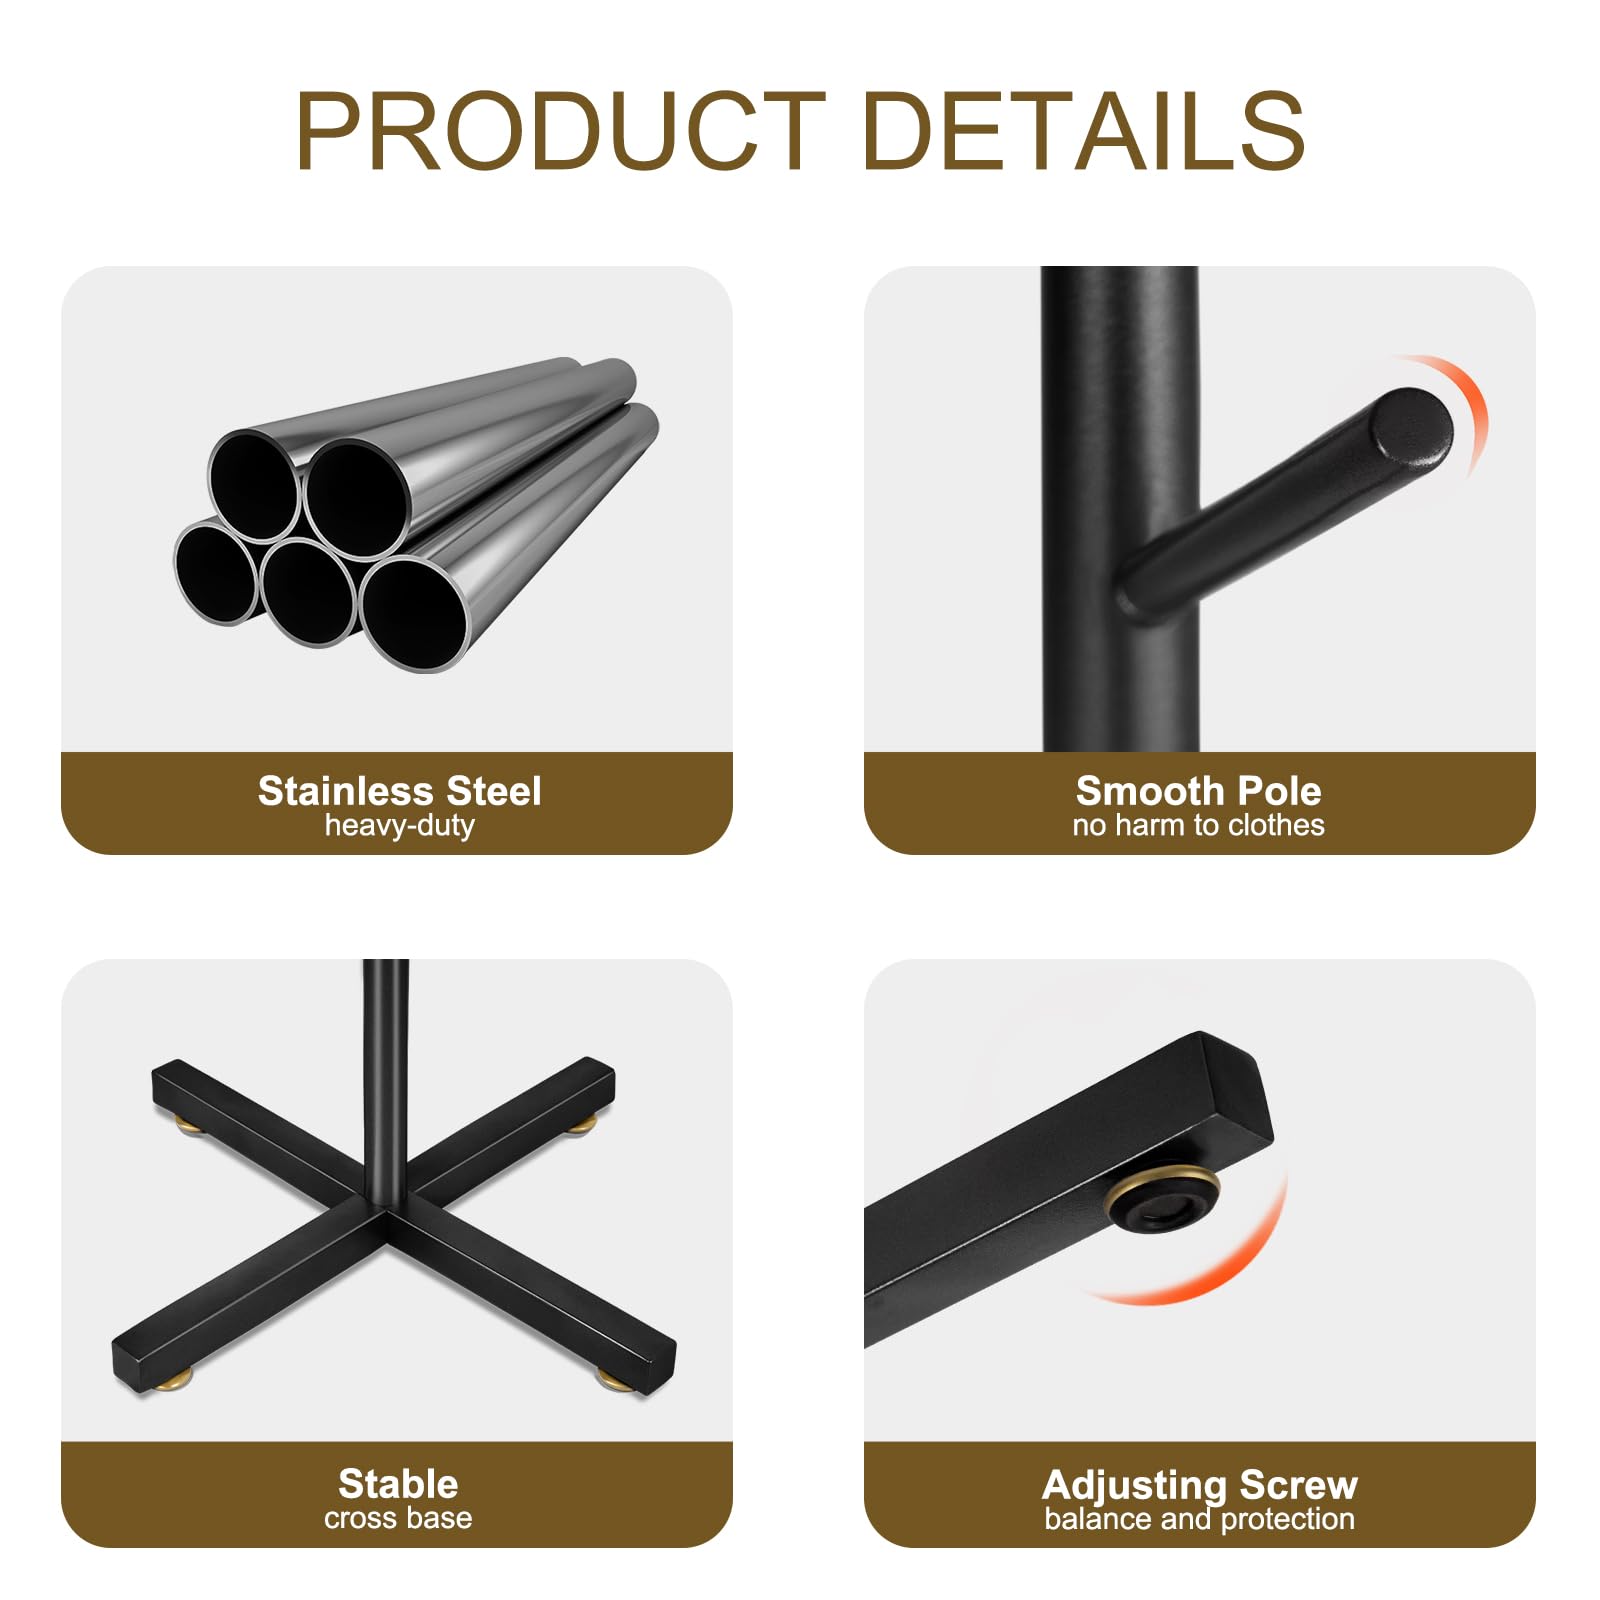 PRODUCT DETAILS
Stainless Steel
heavy-duty
Smooth Pole
no harm to clothes
Stable
cross base
Adjusting Screw
balance and protection